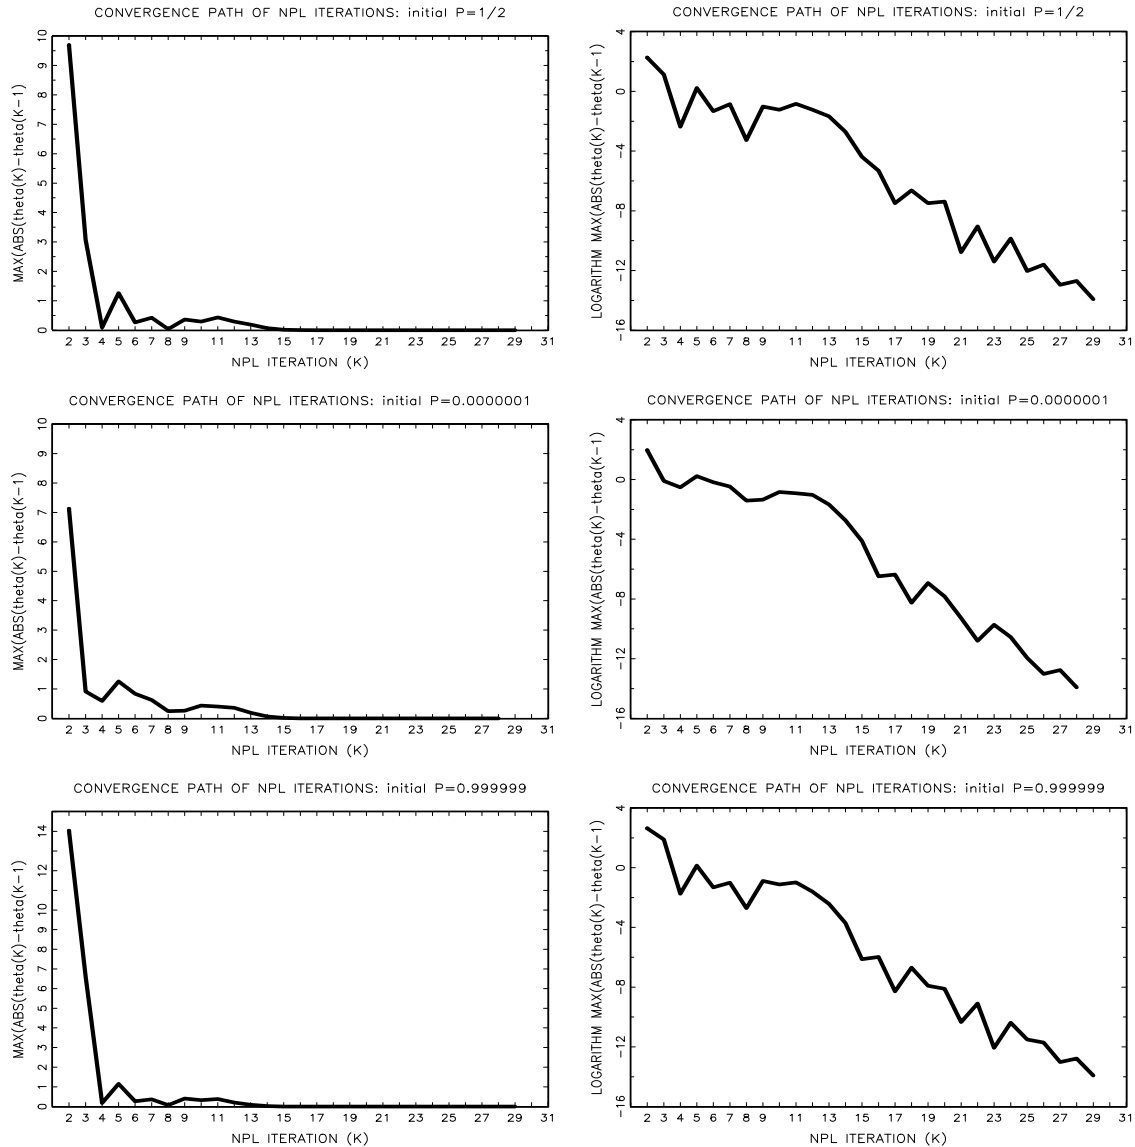 CONVERGENCE PATH OF NPL ITERATIONS: initial P=1/2
MAX(ABS(theta(K)-theta(K-1)
10
9
8
7
6
5
4
3
2
1
0
2 3 4 5 6 7 8 9 11 13 15 17 19 21 23 25 27 29 31
NPL ITERATION (K)
CONVERGENCE PATH OF NPL ITERATIONS: initial P=1/2
LOGARITHM MAX(ABS(theta(K)-theta(K-1)
4
0
-4
-8
-12
-16
2 3 4 5 6 7 8 9 11 13 15 17 19 21 23 25 27 29 31
NPL ITERATION (K)
CONVERGENCE PATH OF NPL ITERATIONS: initial P=0.0000001
MAX(ABS(theta(K)-theta(K-1)
10
9
8
7
6
5
4
3
2
1
0
2 3 4 5 6 7 8 9 11 13 15 17 19 21 23 25 27 29 31
NPL ITERATION (K)
CONVERGENCE PATH OF NPL ITERATIONS: initial P=0.0000001
LOGARITHM MAX(ABS(theta(K)-theta(K-1)
4
0
-4
-8
-12
-16
2 3 4 5 6 7 8 9 11 13 15 17 19 21 23 25 27 29 31
NPL ITERATION (K)
CONVERGENCE PATH OF NPL ITERATIONS: initial P=0.999999
MAX(ABS(theta(K)-theta(K-1)
14
12
10
9
8
7
6
5
4
3
2
1
0
2 3 4 5 6 7 8 9 11 13 15 17 19 21 23 25 27 29 31
NPL ITERATION (K)
CONVERGENCE PATH OF NPL ITERATIONS: initial P=0.999999
LOGARITHM MAX(ABS(theta(K)-theta(K-1)
4
0
-4
-8
-12
-16
2 3 4 5 6 7 8 9 11 13 15 17 19 21 23 25 27 29 31
NPL ITERATION (K)